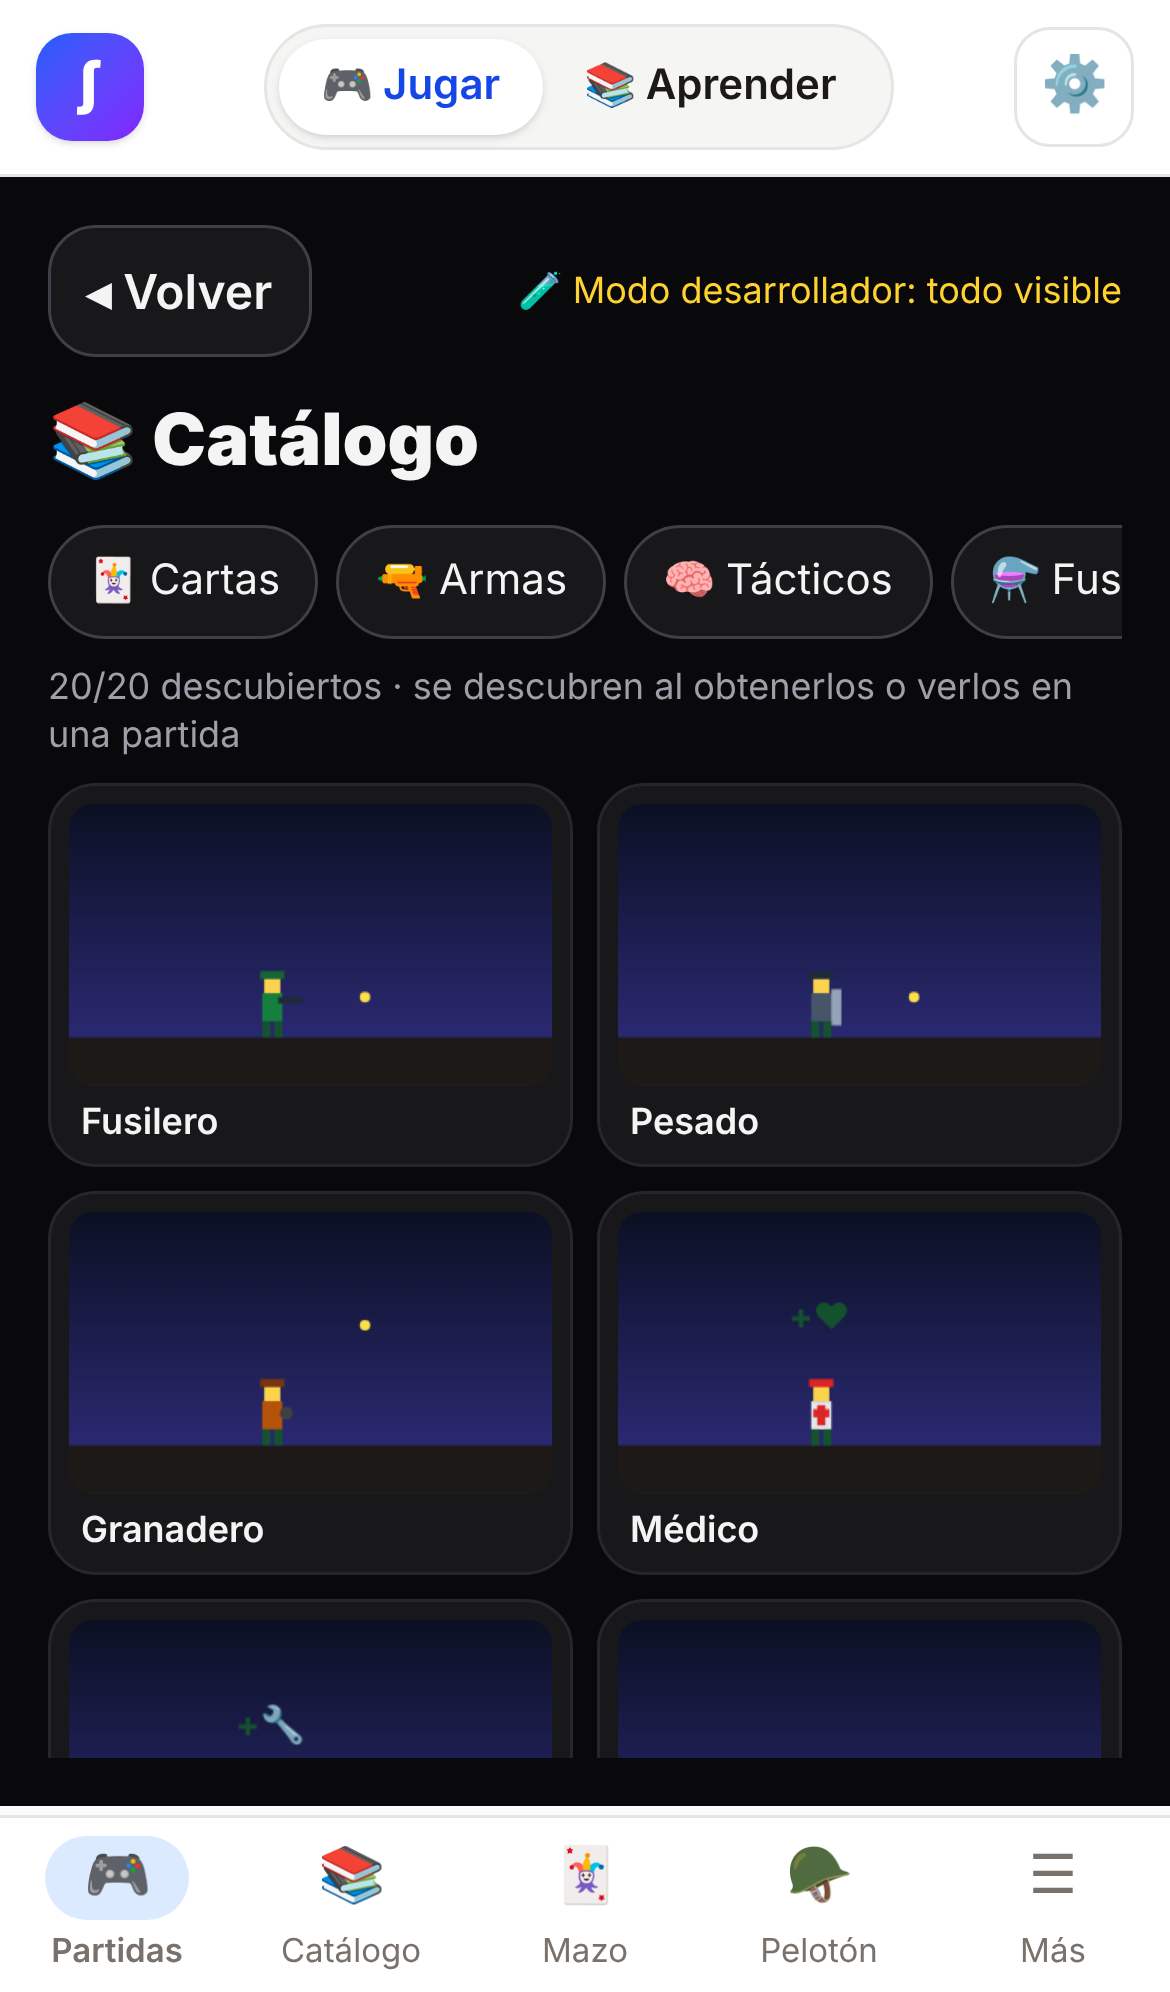 ∫
🎮 Jugar
📚 Aprender
⚙️
◂ Volver
🧪 Modo desarrollador: todo visible
📚 Catálogo
🃏 Cartas
🔫 Armas
🧠 Tácticos
⚗️ Fus
20/20 descubiertos · se descubren al obtenerlos o verlos en
una partida
Fusilero
Pesado
Granadero
Médico
Partidas
Catálogo
Mazo
Pelotón
Más